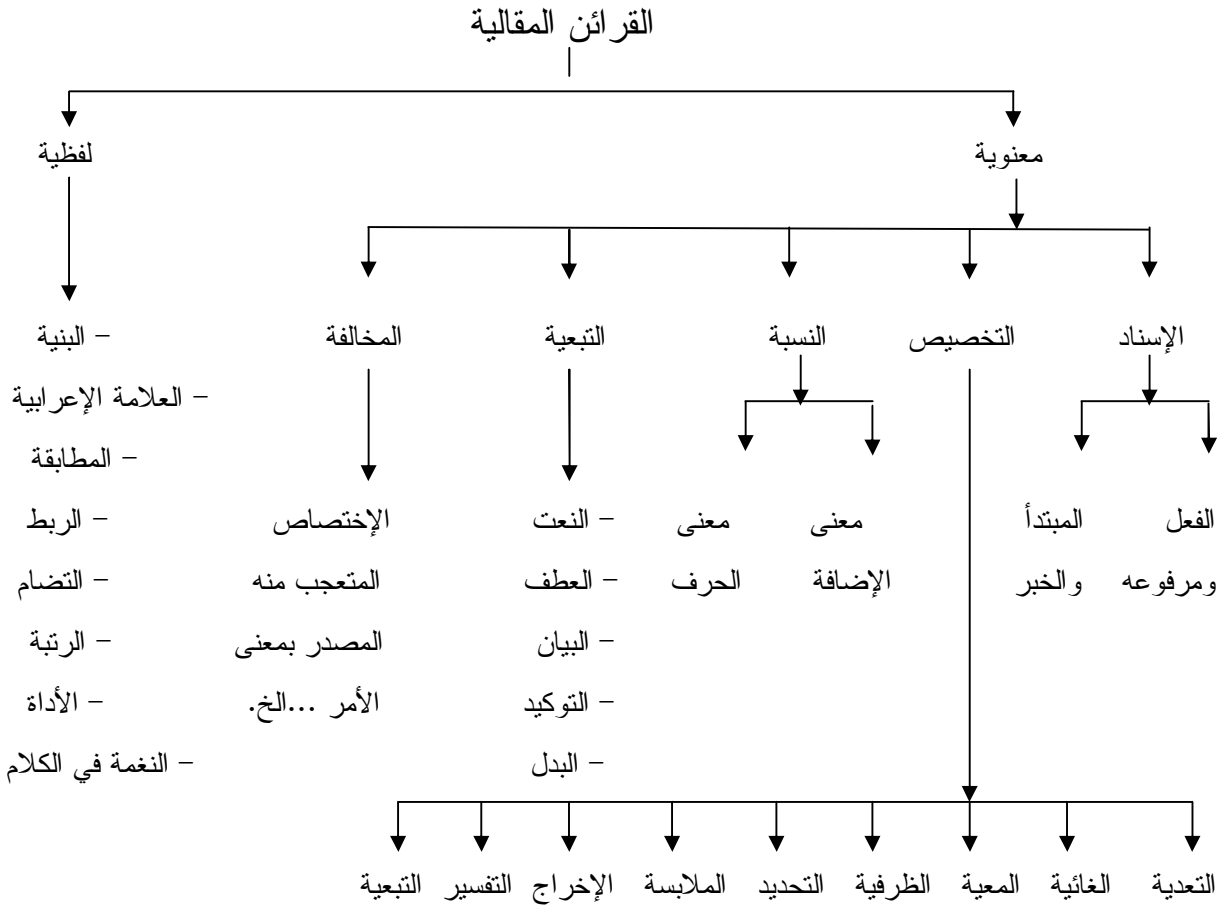 القرائن المقالية
معنوية
لفظية
الإسناد
التخصيص
النسبة
التبعية
المخالفة
الفعل
ومرفوعه
المبتدأ
والخبر
معنى
الإضافة
معنى
الحرف
– النعت
– العطف
– البيان
– التوكيد
– البدل
الإختصاص
المتعجب منه
المصدر بمعنى
الأمر ...الخ.
– البنية
– العلامة الإعرابية
– المطابقة
– الربط
– التضام
– الرتبة
– الأداة
– النغمة في الكلام
التعدية
الغائية
المعية
الظرفية
التحديد
الملابسة
الإخراج
التفسير
التبعية